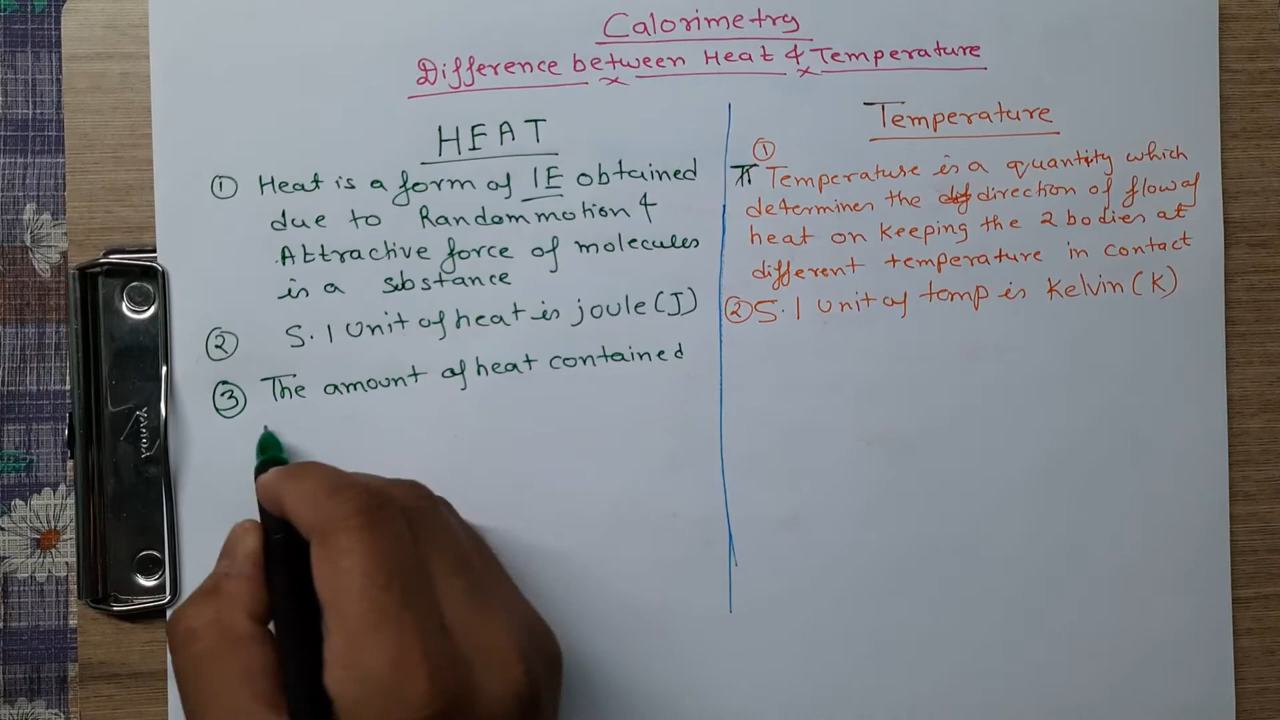 Calorimetry
Difference between Heat & Temperature
HEAT
① Heat is a form of IE obtained
due to Random motion &
Attractive force of molecules
is a substance
② S.I Unit of heat is joule (J)
③ The amount of heat contained
Temperature
①
Temperature is a quantity which
determines the direction of flow of
heat on keeping the 2 bodies at
different temperature in contact
② S.I Unit of temp is Kelvin (K)